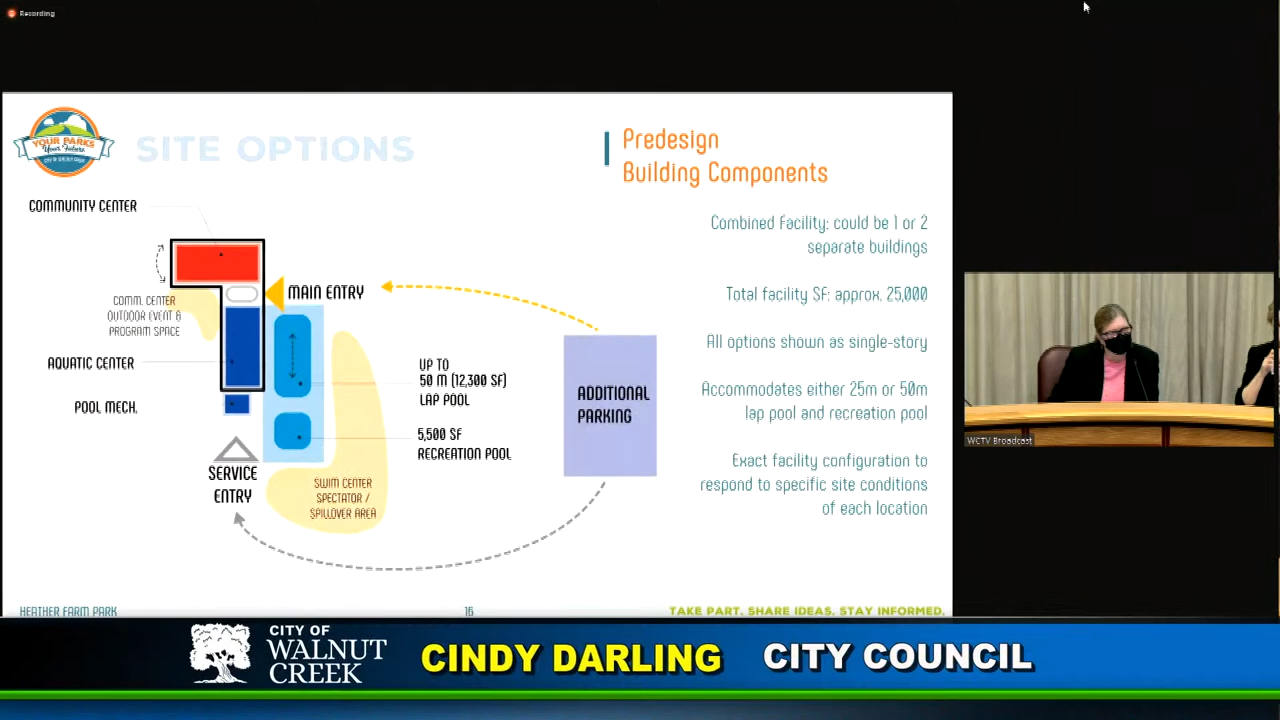 Recording
YOUR PARKS
Your Future
SITE OPTIONS
Predesign
Building Components
COMMUNITY CENTER
COMM. CENTER
OUTDOOR EVENT &
PROGRAM SPACE
AQUATIC CENTER
POOL MECH.
SERVICE
ENTRY
MAIN ENTRY
UP TO
50 M (12,300 SF)
LAP POOL
5,500 SF
RECREATION POOL
SWIM CENTER
SPECTATOR /
SPILLOVER AREA
ADDITIONAL
PARKING
Combined Facility: could be 1 or 2
separate buildings
Total facility SF: approx. 25,000
All options shown as single-story
Accommodates either 25m or 50m
lap pool and recreation pool
Exact facility configuration to
respond to specific site conditions
of each location
WCTV Broadcast
HEATHER FARM PARK
16
TAKE PART. SHARE IDEAS. STAY INFORMED.
CITY OF
WALNUT
CREEK
CINDY DARLING
CITY COUNCIL